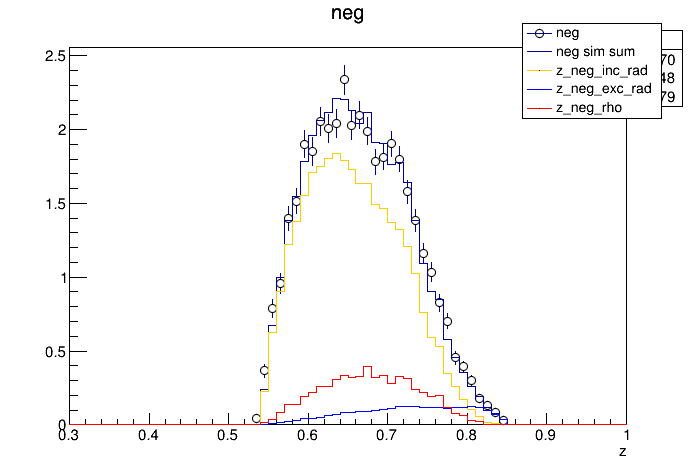 neg
neg
neg sim sum
z_neg_inc_rad
z_neg_exc_rad
z_neg_rho
70
48
79
2.5
2
1.5
1
0.5
0
0.3 0.4 0.5 0.6 0.7 0.8 0.9 1
z